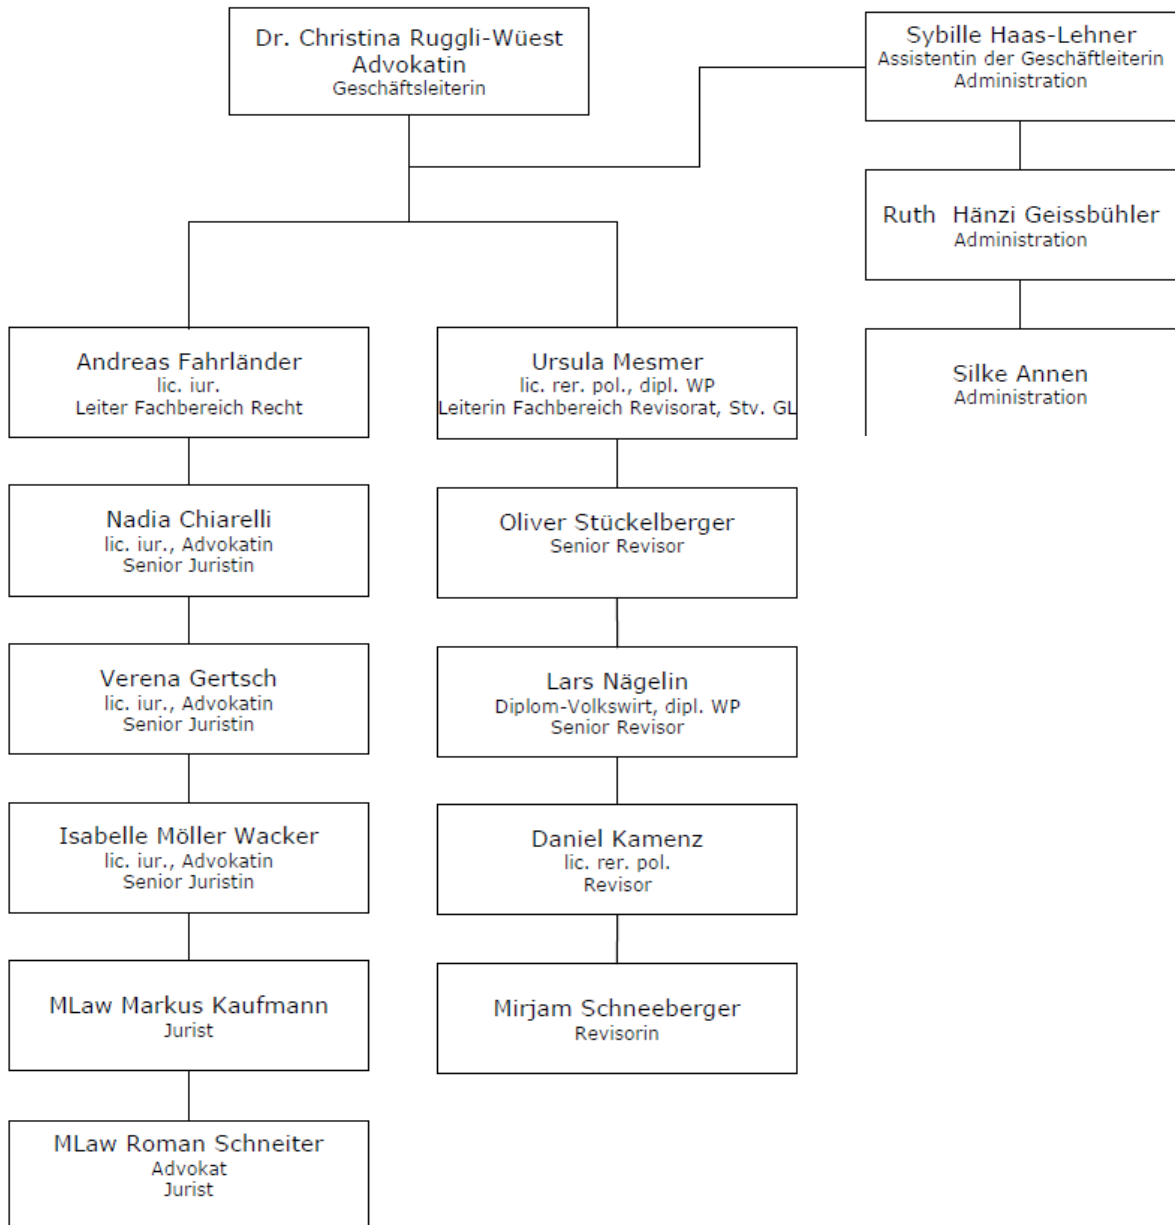 Dr. Christina Ruggli-Wüest
Advokatin
Geschäftsleiterin
Sybille Haas-Lehner
Assistentin der Geschäftleiterin
Administration
Ruth Hänzi Geissbühler
Administration
Silke Annen
Administration
Andreas Fahrländer
lic. iur.
Leiter Fachbereich Recht
Nadia Chiarelli
lic. iur., Advokatin
Senior Juristin
Verena Gertsch
lic. iur., Advokatin
Senior Juristin
Isabelle Möller Wacker
lic. iur., Advokatin
Senior Juristin
MLaw Markus Kaufmann
Jurist
MLaw Roman Schneiter
Advokat
Jurist
Ursula Mesmer
lic. rer. pol., dipl. WP
Leiterin Fachbereich Revisorat, Stv. GL
Oliver Stückelberger
Senior Revisor
Lars Nägelin
Diplom-Volkswirt, dipl. WP
Senior Revisor
Daniel Kamenz
lic. rer. pol.
Revisor
Mirjam Schneeberger
Revisorin